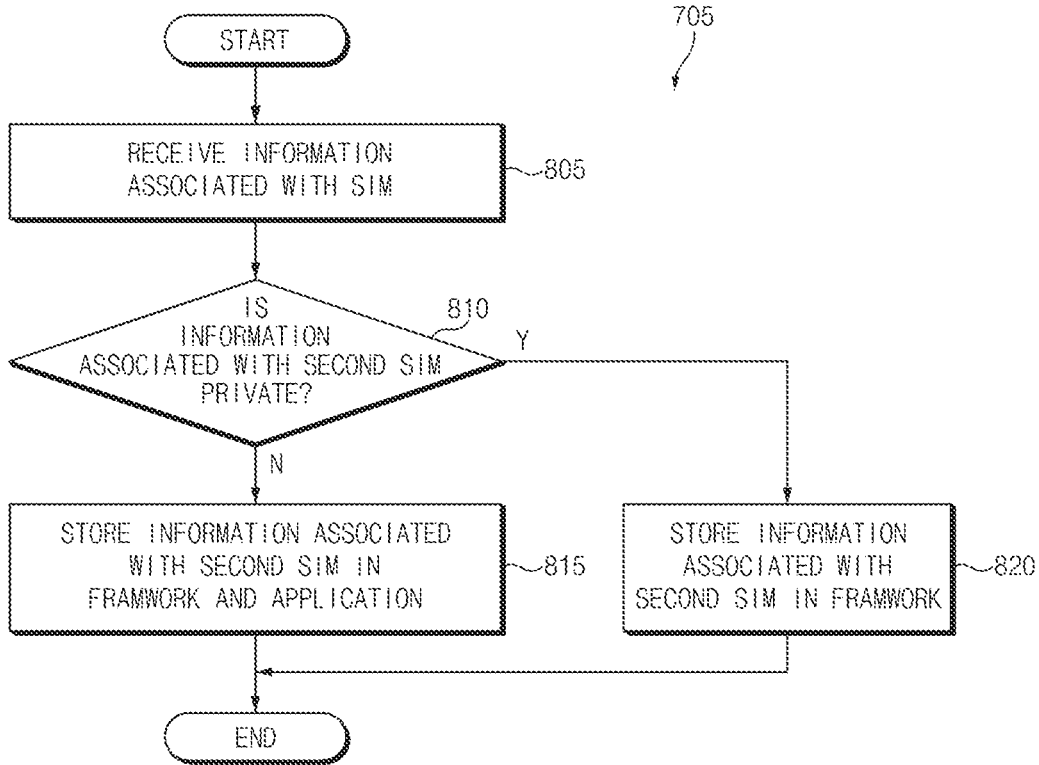 705
START
RECEIVE INFORMATION
ASSOCIATED WITH SIM
805
IS
INFORMATION
ASSOCIATED WITH SECOND SIM
PRIVATE?
810
Y
N
STORE INFORMATION ASSOCIATED
WITH SECOND SIM IN
FRAMWORK AND APPLICATION
815
STORE INFORMATION
ASSOCIATED WITH
SECOND SIM IN FRAMWORK
820
END